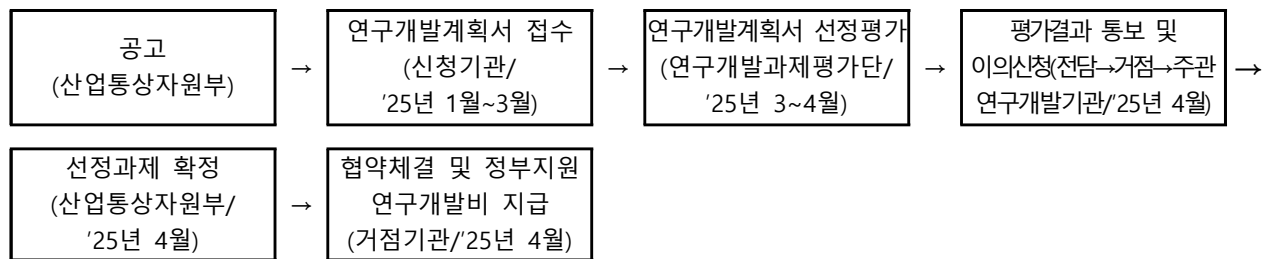 공고
(산업통상자원부)
→
연구개발계획서 접수
(신청기관/
'25년 1월~3월)
→
연구개발계획서 선정평가
(연구개발과제평가단/
'25년 3~4월)
→
평가결과 통보 및
이의신청(전담→거점→주관
연구개발기관/'25년 4월)
→
선정과제 확정
(산업통상자원부/
'25년 4월)
→
협약체결 및 정부지원
연구개발비 지급
(거점기관/'25년 4월)